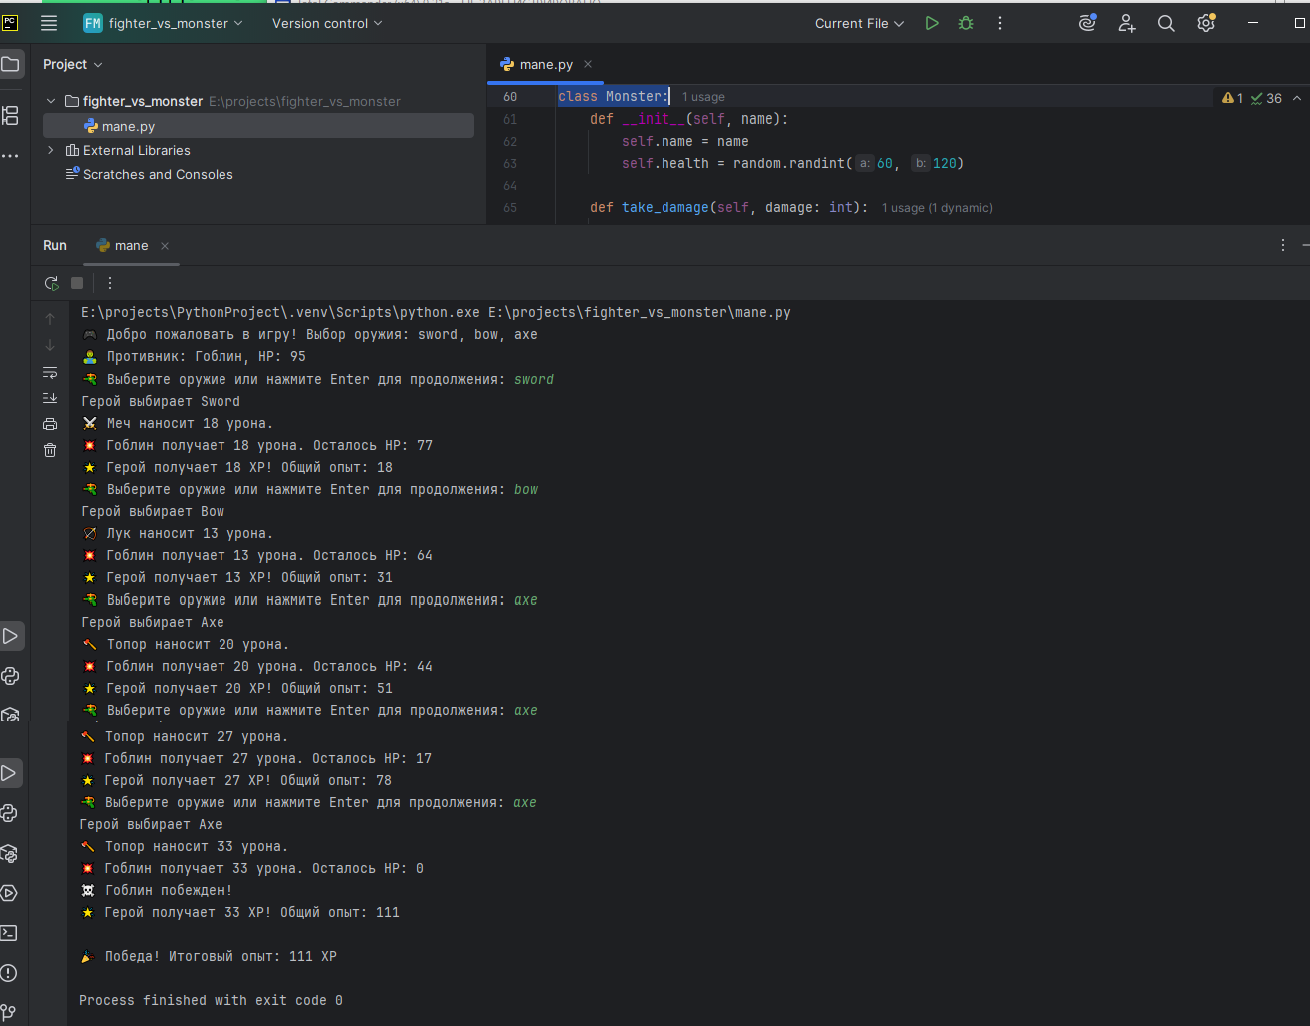 PC
FM fighter_vs_monster
Version control
Current File
Project
mane.py
fighter_vs_monster E:\projects\fighter_vs_monster
mane.py
External Libraries
Scratches and Consoles
60 class Monster: 1 usage
1 36
61 def __init__(self, name):
62 self.name = name
63 self.health = random.randint( a: 60, b: 120)
64
65 def take_damage(self, damage: int): 1 usage (1 dynamic)
Run mane
E:\projects\PythonProject\.venv\Scripts\python.exe E:\projects\fighter_vs_monster\mane.py
🎮 Добро пожаловать в игру! Выбор оружия: sword, bow, axe
🧟 Противник: Гоблин, HP: 95
🔫 Выберите оружие или нажмите Enter для продолжения: sword
Герой выбирает Sword
⚔ Меч наносит 18 урона.
💥 Гоблин получает 18 урона. Осталось HP: 77
⭐ Герой получает 18 XP! Общий опыт: 18
🔫 Выберите оружие или нажмите Enter для продолжения: bow
Герой выбирает Bow
🏹 Лук наносит 13 урона.
💥 Гоблин получает 13 урона. Осталось HP: 64
⭐ Герой получает 13 XP! Общий опыт: 31
🔫 Выберите оружие или нажмите Enter для продолжения: axe
Герой выбирает Axe
🪓 Топор наносит 20 урона.
💥 Гоблин получает 20 урона. Осталось HP: 44
⭐ Герой получает 20 XP! Общий опыт: 51
🔫 Выберите оружие или нажмите Enter для продолжения: axe
🪓 Топор наносит 27 урона.
💥 Гоблин получает 27 урона. Осталось HP: 17
⭐ Герой получает 27 XP! Общий опыт: 78
🔫 Выберите оружие или нажмите Enter для продолжения: axe
Герой выбирает Axe
🪓 Топор наносит 33 урона.
💥 Гоблин получает 33 урона. Осталось HP: 0
☠ Гоблин побежден!
⭐ Герой получает 33 XP! Общий опыт: 111
🎉 Победа! Итоговый опыт: 111 XP
Process finished with exit code 0